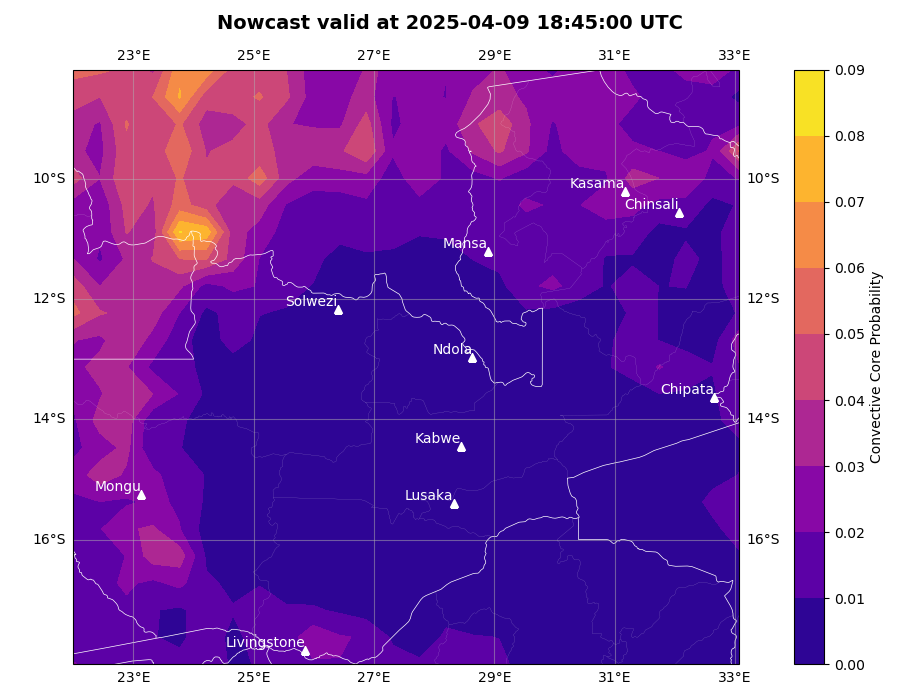 Nowcast valid at 2025-04-09 18:45:00 UTC
23°E 25°E 27°E 29°E 31°E 33°E
0.09
0.08
0.07
0.06
0.05
0.04
0.03
0.02
0.01
0.00
Convective Core Probability
10°S 10°S
12°S 12°S
14°S 14°S
16°S 16°S
Kasama
Chinsali
Mansa
Solwezi
Ndola
Chipata
Kabwe
Mongu
Lusaka
Livingstone
23°E 25°E 27°E 29°E 31°E 33°E